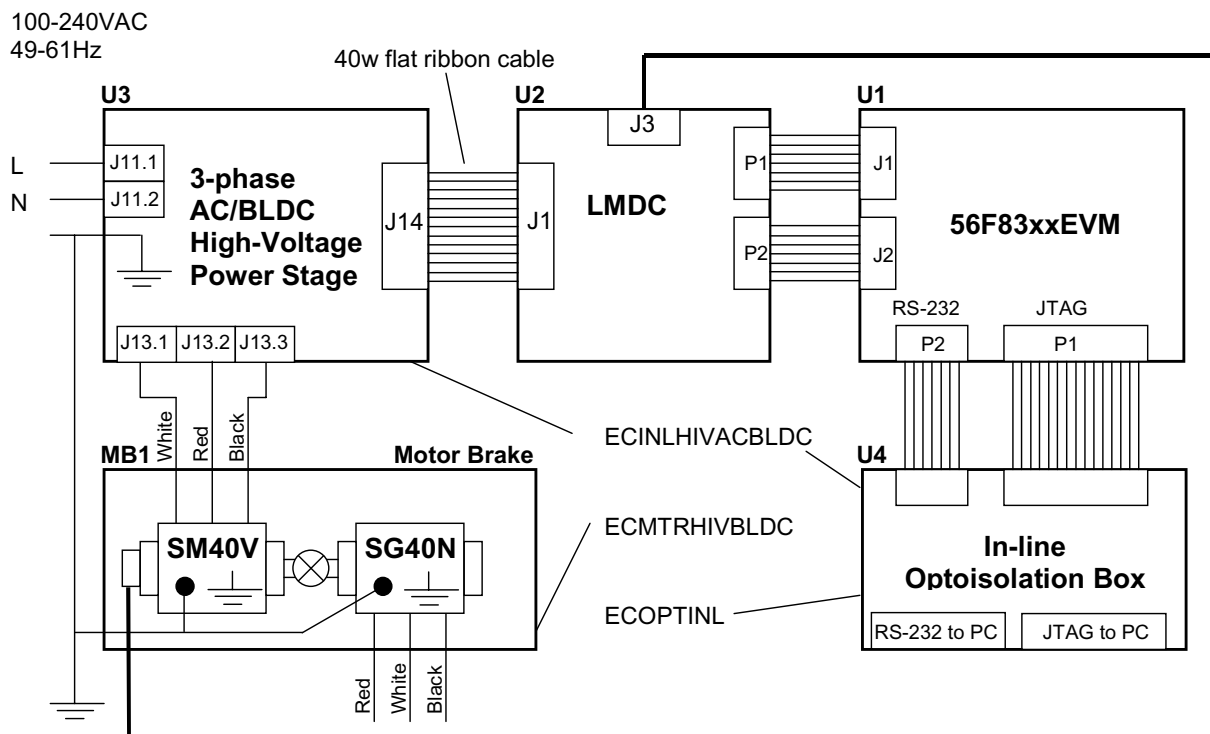 100-240VAC
49-61Hz
40w flat ribbon cable
U3
U2
U1
L
N
J11.1
J11.2
3-phase
AC/BLDC
High-Voltage
Power Stage
J14
J13.1
J13.2
J13.3
J1
J3
LMDC
P1
P2
J1
J2
56F83xxEVM
RS-232
JTAG
P2
P1
White
Red
Black
MB1
Motor Brake
SM40V
SG40N
Red
White
Black
ECINLHIVACBLDC
ECMTRHIVBLDC
ECOPTINL
U4
In-line
Optoisolation Box
RS-232 to PC
JTAG to PC